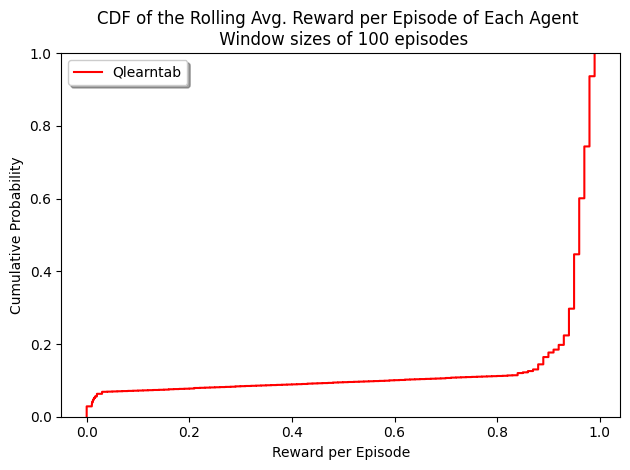 CDF of the Rolling Avg. Reward per Episode of Each Agent
Window sizes of 100 episodes
Qlearntab
1.0
0.8
0.6
0.4
0.2
0.0
Cumulative Probability
0.0 0.2 0.4 0.6 0.8 1.0
Reward per Episode